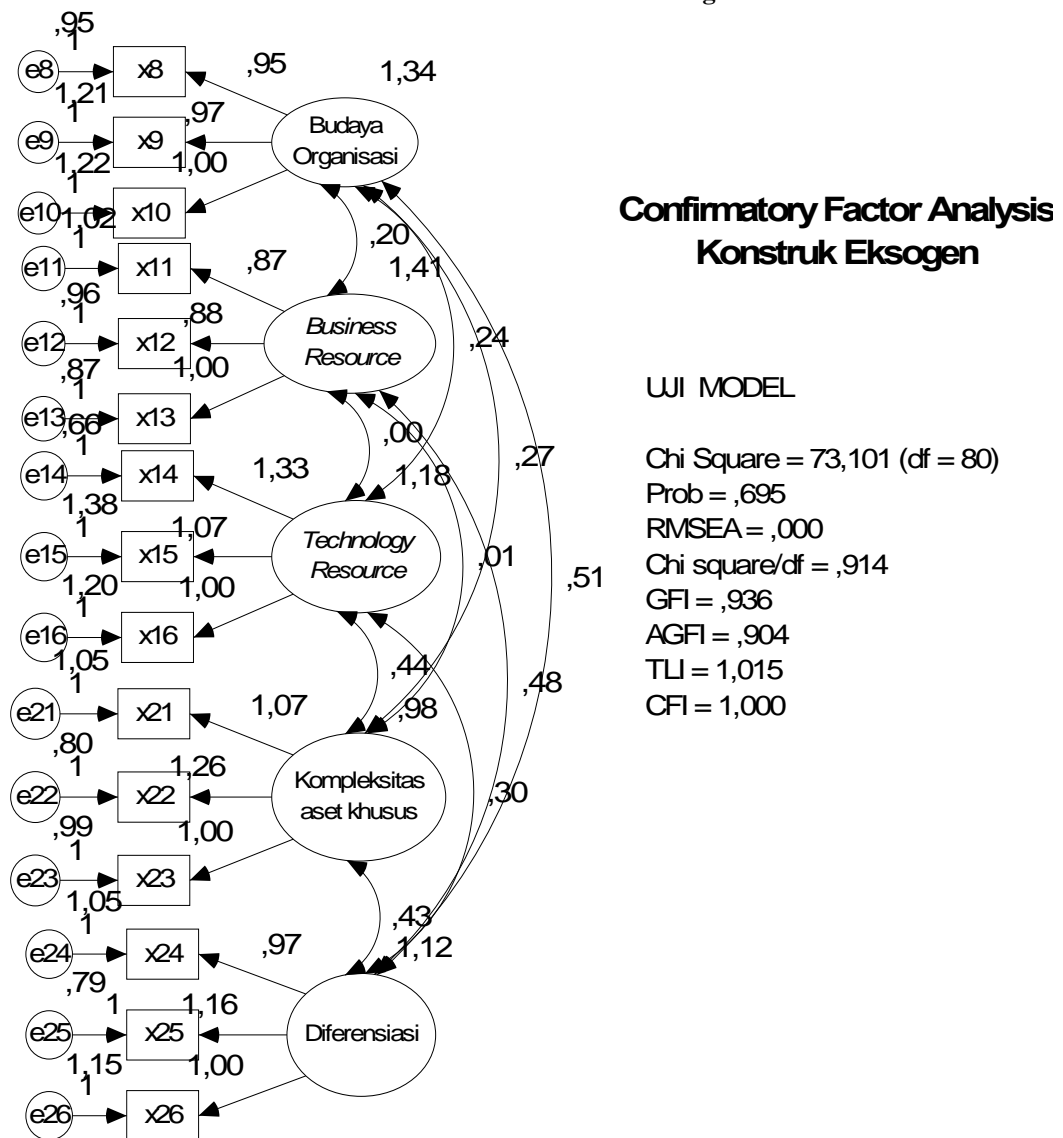 ,95
1
e8
x8
,95
1,34
1,21
1
e9
x9
,97
Budaya
Organisasi
1,22
1
e10
x10
1,00
1,02
1
e11
x11
,87
,20
1,41
Confirmatory Factor Analysis
Konstruk Eksogen
,96
1
e12
x12
,88
Business
Resource
,24
,87
1
e13
x13
1,00
UJI MODEL
,66
1
e14
x14
1,33
,00
1,18
,27
Chi Square = 73,101 (df = 80)
Prob = ,695
RMSEA = ,000
Chi square/df = ,914
GFI = ,936
AGFI = ,904
TLI = 1,015
CFI = 1,000
1,38
1
e15
x15
1,07
Technology
Resource
,01
,51
1,20
1
e16
x16
1,00
1,05
1
e21
x21
1,07
,44
,98
,48
,80
1
e22
x22
1,26
Kompleksitas
aset khusus
,30
,99
1
e23
x23
1,00
1,05
1
e24
x24
,97
,43
1,12
,79
1
e25
x25
1,16
Diferensiasi
1,15
1
e26
x26
1,00